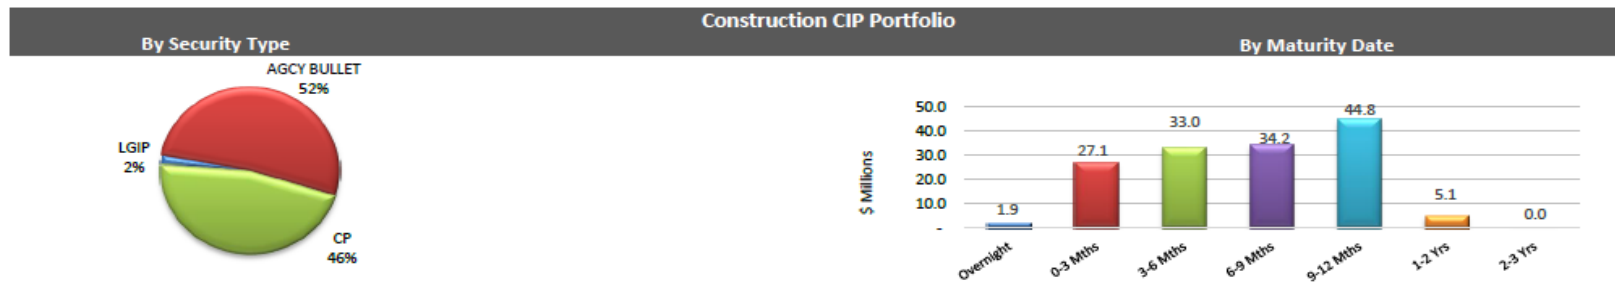 Construction CIP Portfolio
By Security Type
By Maturity Date
AGCY BULLET
52%
LGIP
2%
CP
46%
$ Millions
50.0
40.0
30.0
20.0
10.0
-
1.9
27.1
33.0
34.2
44.8
5.1
0.0
Overnight
0-3 Mths
3-6 Mths
6-9 Mths
9-12 Mths
1-2 Yrs
2-3 Yrs